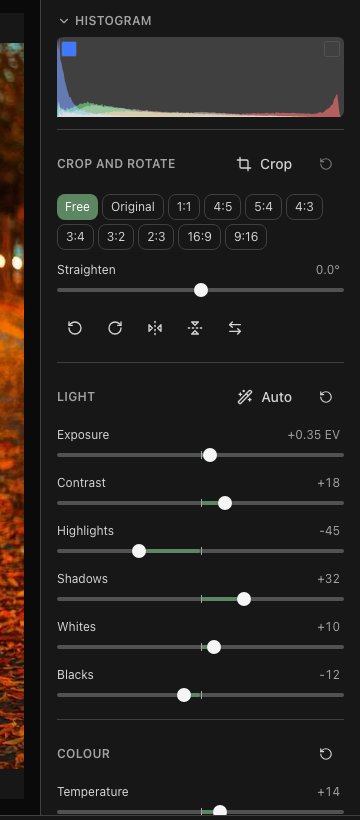 HISTOGRAM
CROP AND ROTATE Crop
Free Original 1:1 4:5 5:4 4:3
3:4 3:2 2:3 16:9 9:16
Straighten 0.0°
LIGHT Auto
Exposure +0.35 EV
Contrast +18
Highlights -45
Shadows +32
Whites +10
Blacks -12
COLOUR
Temperature +14